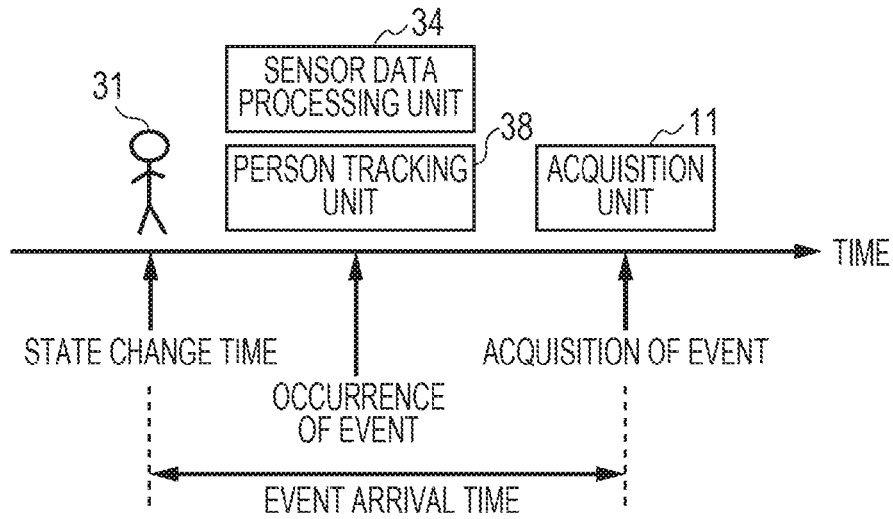 34
SENSOR DATA
PROCESSING UNIT
31
38
11
PERSON TRACKING
UNIT
ACQUISITION
UNIT
TIME
STATE CHANGE TIME
ACQUISITION OF EVENT
OCCURRENCE
OF EVENT
EVENT ARRIVAL TIME